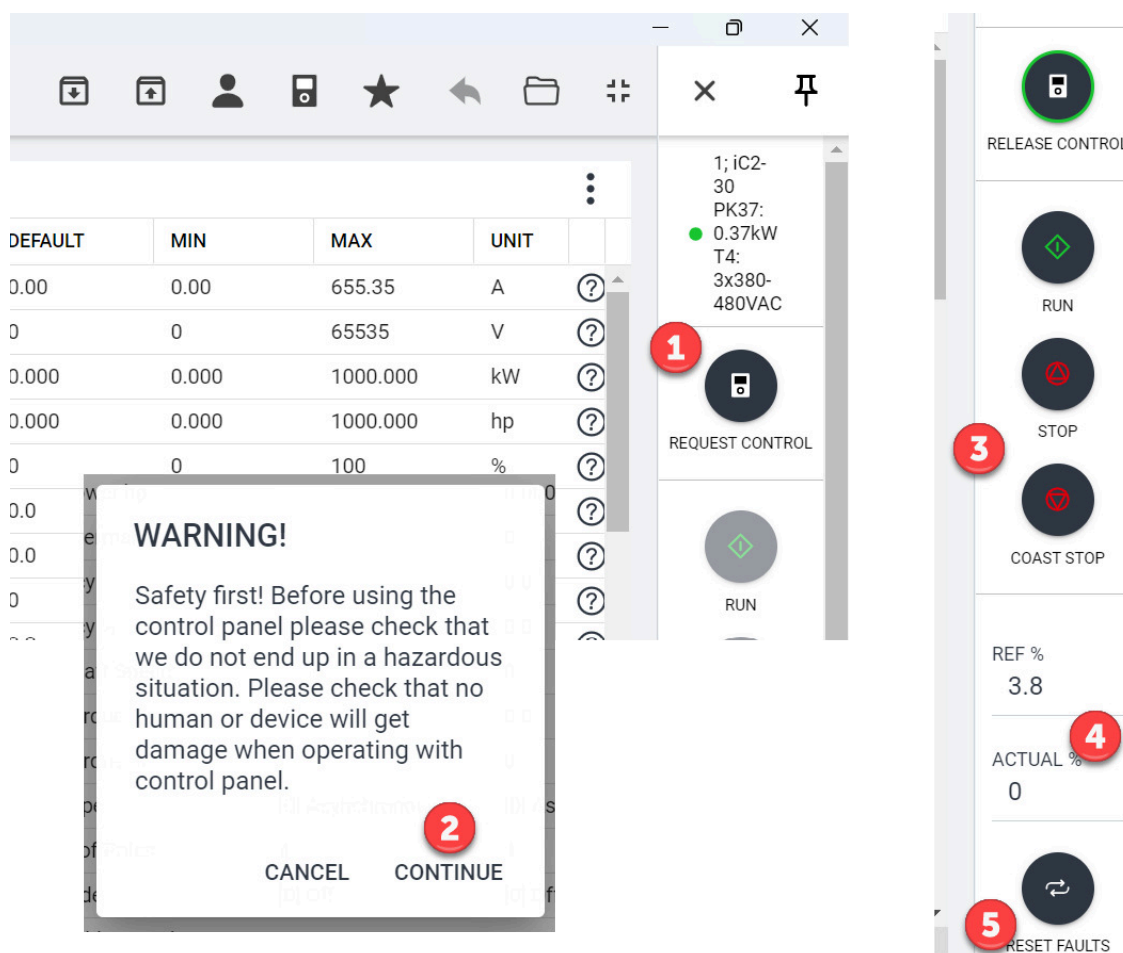 1; iC2-
30
PK37:
0.37kW
T4:
3x380-
480VAC
DEFAULT MIN MAX UNIT
0.00 0.00 655.35 A
0 0 65535 V
0.000 0.000 1000.000 kW
0.000 0.000 1000.000 hp
0 0 100 %
0.0
0.0
0
1
REQUEST CONTROL
RUN
WARNING!
Safety first! Before using the
control panel please check that
we do not end up in a hazardous
situation. Please check that no
human or device will get
damage when operating with
control panel.
2
CANCEL CONTINUE
RELEASE CONTROL
RUN
STOP
3
COAST STOP
REF %
3.8
4
ACTUAL %
0
5
RESET FAULTS